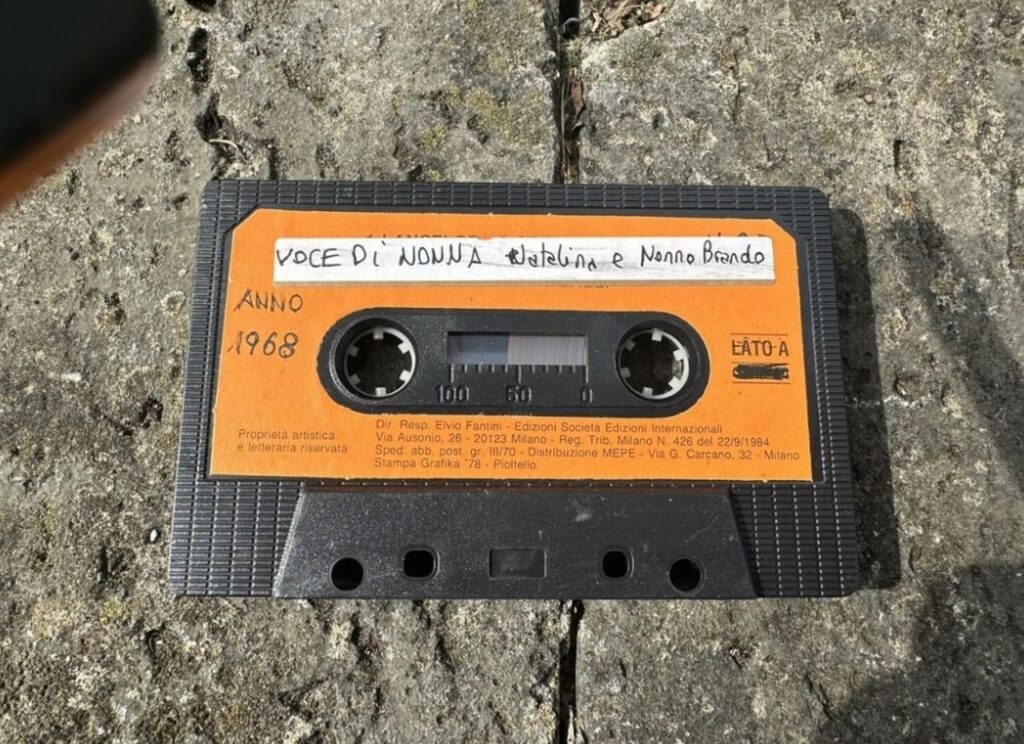 VOCE DI NONNA Natalina e Nonno Brando
ANNO
1968
LATO A
100 50 0
Proprietà artistica
e letteraria riservata
Dir. Resp. Elvio Fantini - Edizioni Società Edizioni Internazionali
Via Ausonio, 26 - 20123 Milano - Reg. Trib. Milano N. 426 del 22/9/1984
Sped. abb. post. gr. III/70 - Distribuzione MEPE - Via G. Carcano, 32 - Milano
Stampa Grafika '78 - Pioltello